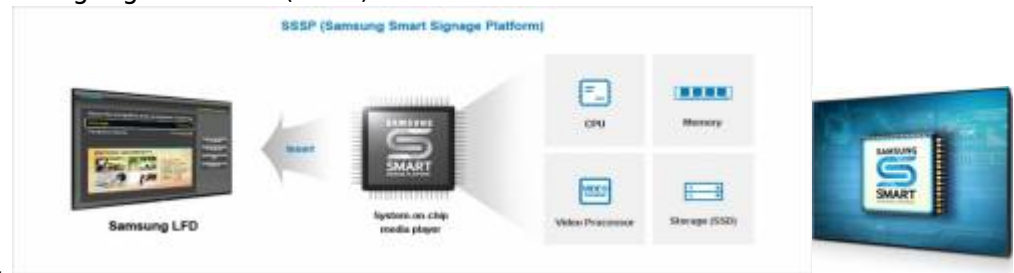 SSSP (Samsung Smart Signage Platform)
SAMSUNG
S
SMART
Insert
CPU
Memory
Samsung LFD
System-on-chip
media player
Video Processor
Storage (SSD)
SAMSUNG
S
SMART